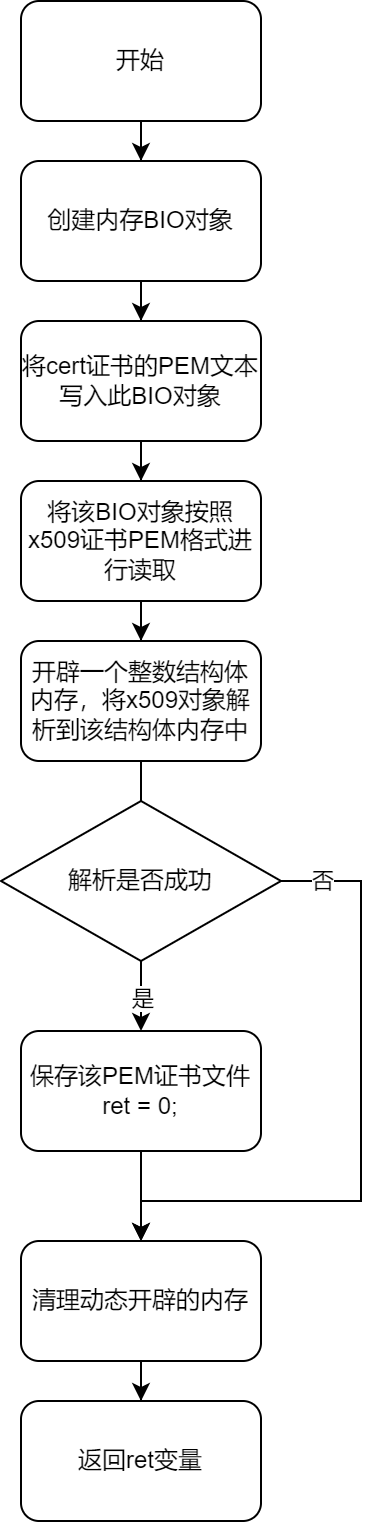 开始
创建内存BIO对象
将cert证书的PEM文本
写入此BIO对象
将该BIO对象按照
x509证书PEM格式进
行读取
开辟一个整数结构体
内存，将x509对象解
析到该结构体内存中
解析是否成功
否
是
保存该PEM证书文件
ret = 0;
清理动态开辟的内存
返回ret变量